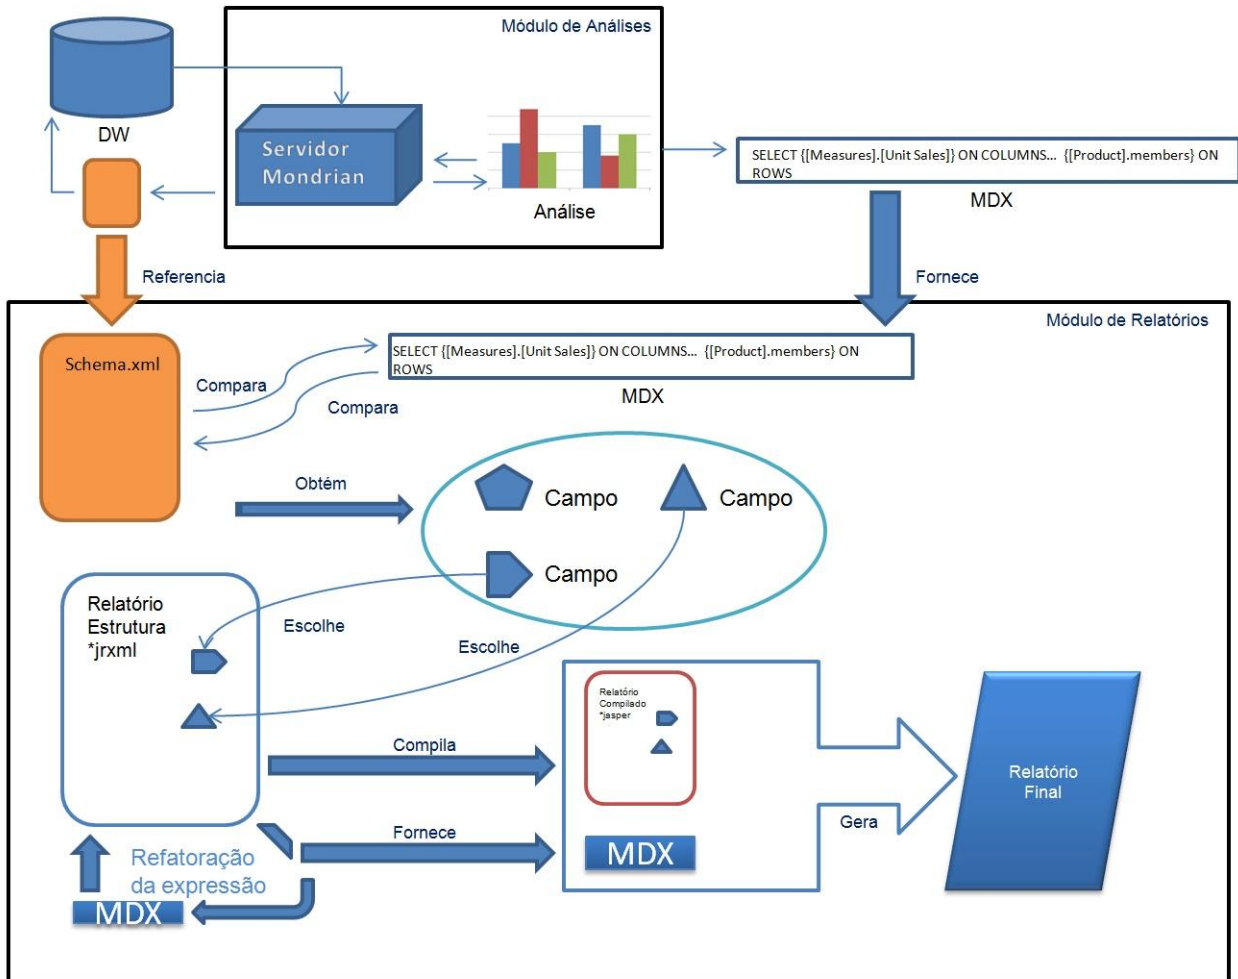 Módulo de Análises
DW
Servidor
Mondrian
Análise
SELECT {[Measures].[Unit Sales]} ON COLUMNS... {[Product].members} ON
ROWS
MDX
Referencia
Fornece
Módulo de Relatórios
Schema.xml
SELECT {[Measures].[Unit Sales]} ON COLUMNS... {[Product].members} ON
ROWS
MDX
Compara
Compara
Obtém
Campo
Campo
Campo
Relatório
Estrutura
*jrxml
Escolhe
Escolhe
Relatório
Compilado
*jasper
Compila
Relatório
Final
Gera
Fornece
MDX
Refatoração
da expressão
MDX